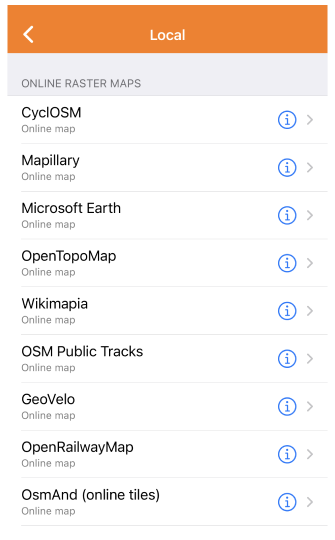 Local
ONLINE RASTER MAPS
CyclOSM
Online map
Mapillary
Online map
Microsoft Earth
Online map
OpenTopoMap
Online map
Wikimapia
Online map
OSM Public Tracks
Online map
GeoVelo
Online map
OpenRailwayMap
Online map
OsmAnd (online tiles)
Online map